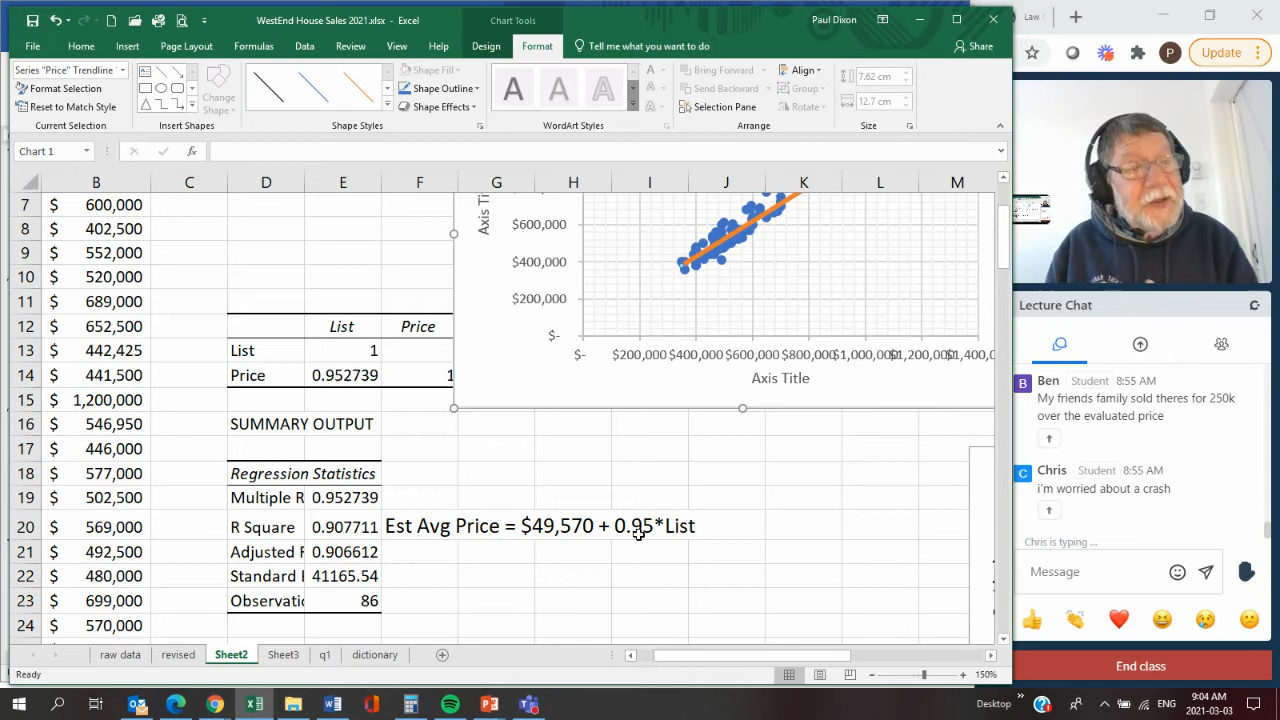 WestEnd House Sales 2021.xlsx - Excel
Chart Tools
Paul Dixon
Law
File Home Insert Page Layout Formulas Data Review View Help Design Format Tell me what you want to do Share
P Update
Series "Price" Trendline
Format Selection
Reset to Match Style
Current Selection
Change Shape
Insert Shapes
Shape Fill
Shape Outline
Shape Effects
Shape Styles
A A A
WordArt Styles
Bring Forward
Send Backward
Selection Pane
Align
Group
Rotate
Arrange
7.62 cm
12.7 cm
Size
Chart 1
fx
B C D E F G H I J K L M
7 $ 600,000
8 $ 402,500
9 $ 552,000
10 $ 520,000
11 $ 689,000
12 $ 652,500 List Price
13 $ 442,425 List 1
14 $ 441,500 Price 0.952739 1
15 $ 1,200,000
16 $ 546,950 SUMMARY OUTPUT
17 $ 446,000
18 $ 577,000 Regression Statistics
19 $ 502,500 Multiple R 0.952739
20 $ 569,000 R Square 0.907711 Est Avg Price = $49,570 + 0.95*List
21 $ 492,500 Adjusted R 0.906612
22 $ 480,000 Standard 41165.54
23 $ 699,000 Observatio 86
24 $ 570,000
Axis Ti
$600,000
$400,000
$200,000
$-
$- $200,000 $400,000 $600,000 $800,000 $1,000,000 $1,200,000 $1,400,0
Axis Title
raw data revised Sheet2 Sheet3 q1 dictionary
Ready
150%
Lecture Chat
B Ben Student 8:55 AM
My friends family sold theres for 250k
over the evaluated price
C Chris Student 8:55 AM
i'm worried about a crash
Chris is typing ...
Message
End class
Desktop
ENG
9:04 AM
2021-03-03